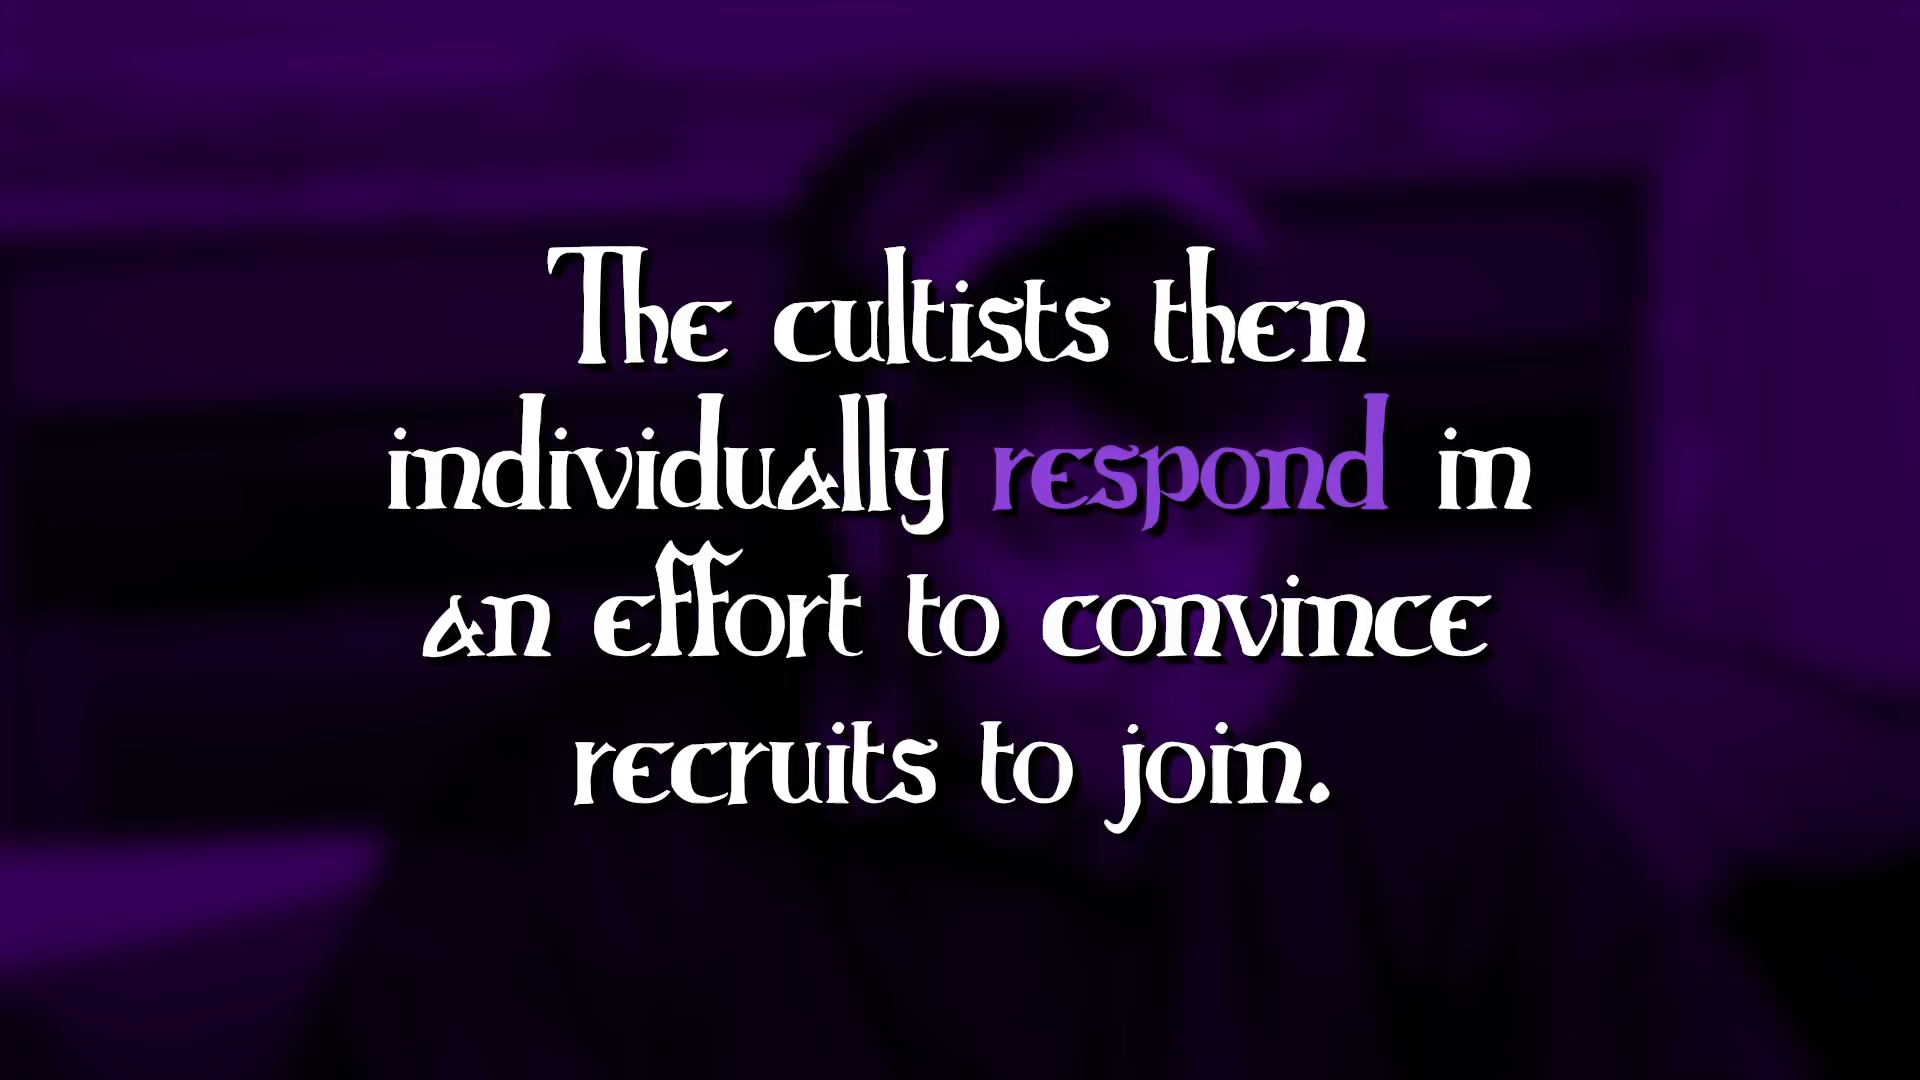 The cultists then
individually respond in
an effort to convince
recruits to join.